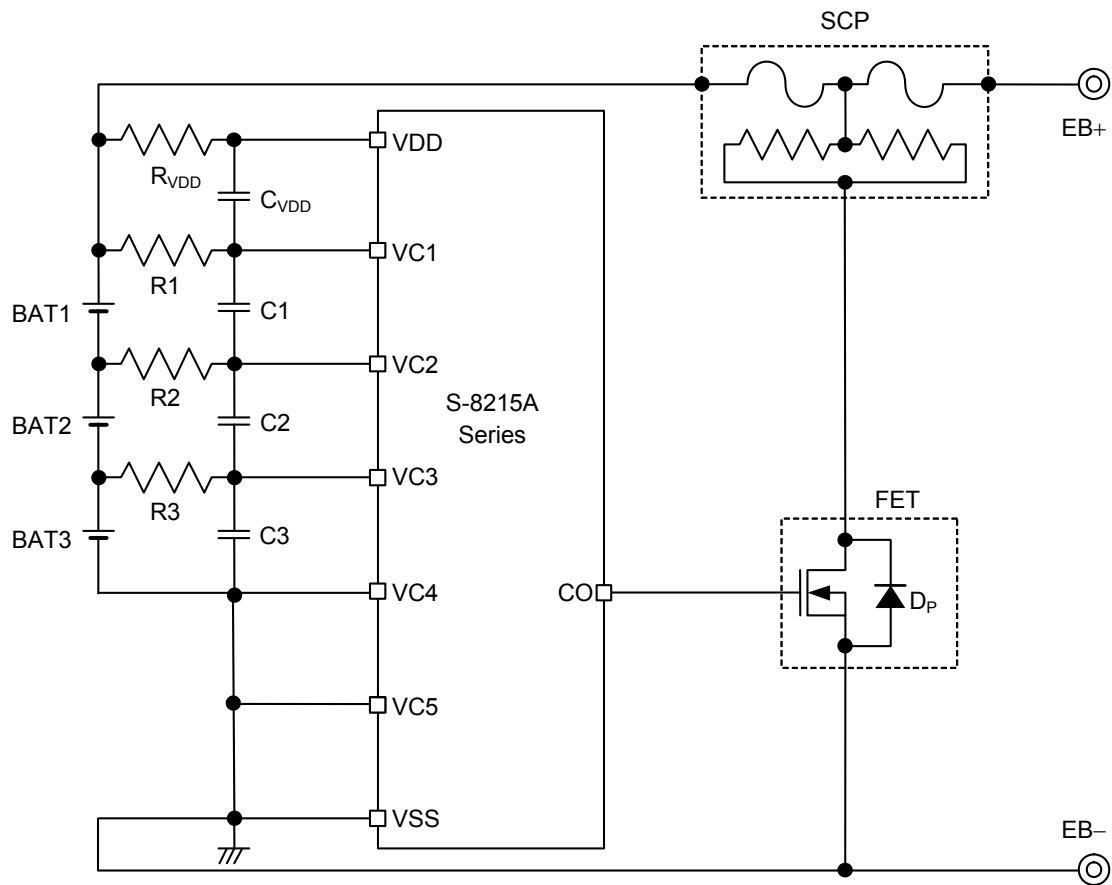 SCP
EB+
VDD
RVDD
CVDD
VC1
R1
BAT1
C1
VC2
R2
S-8215A
Series
BAT2
C2
VC3
R3
FET
BAT3
C3
VC4
CO
DP
VC5
VSS
EB−